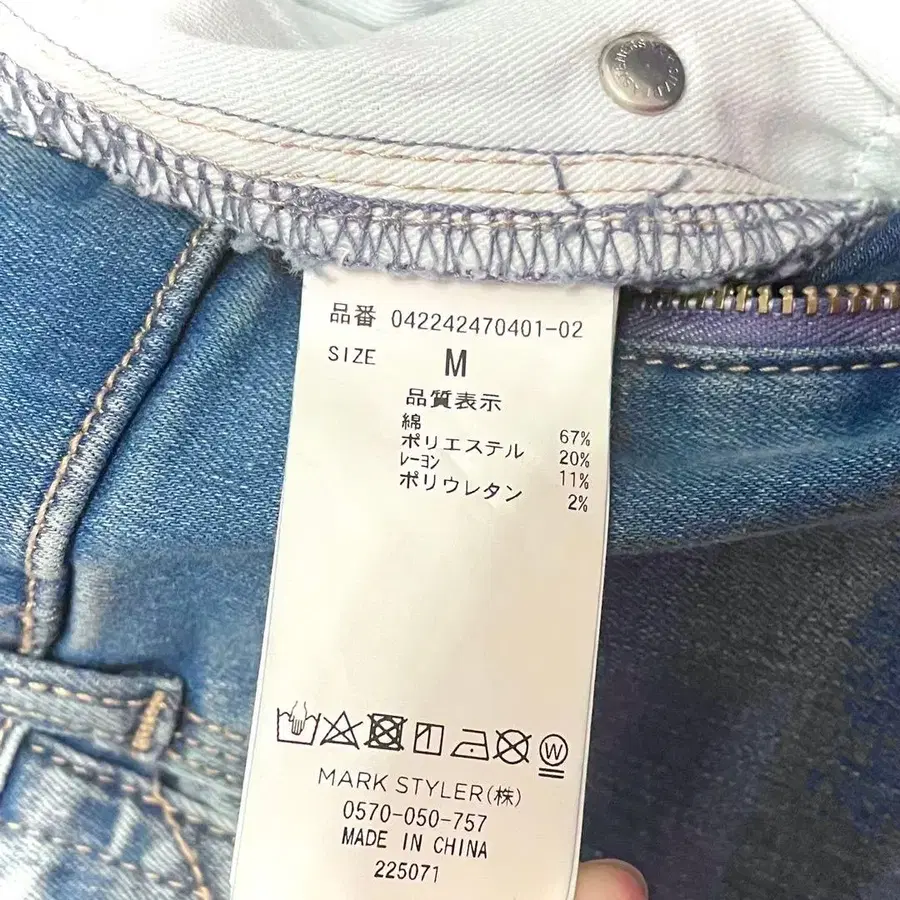 品番 042242470401-02
SIZE M
品質表示
綿 67%
ポリエステル 20%
レーヨン 11%
ポリウレタン 2%
W
MARK STYLER(株)
0570-050-757
MADE IN CHINA
225071